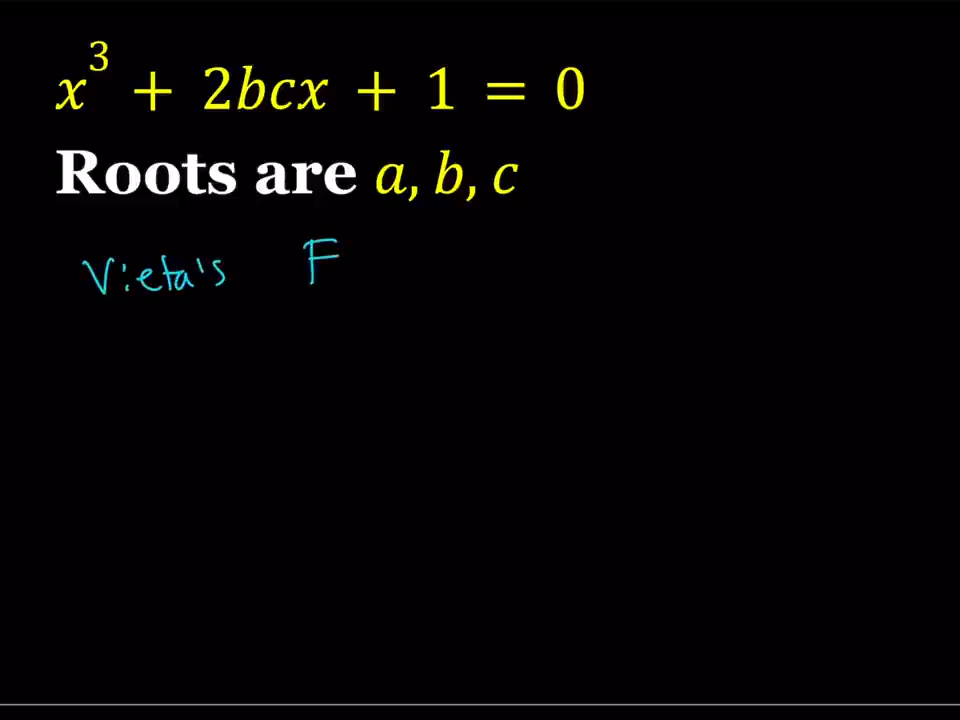 x³ + 2bcx + 1 = 0
Roots are a, b, c
Vieta's F